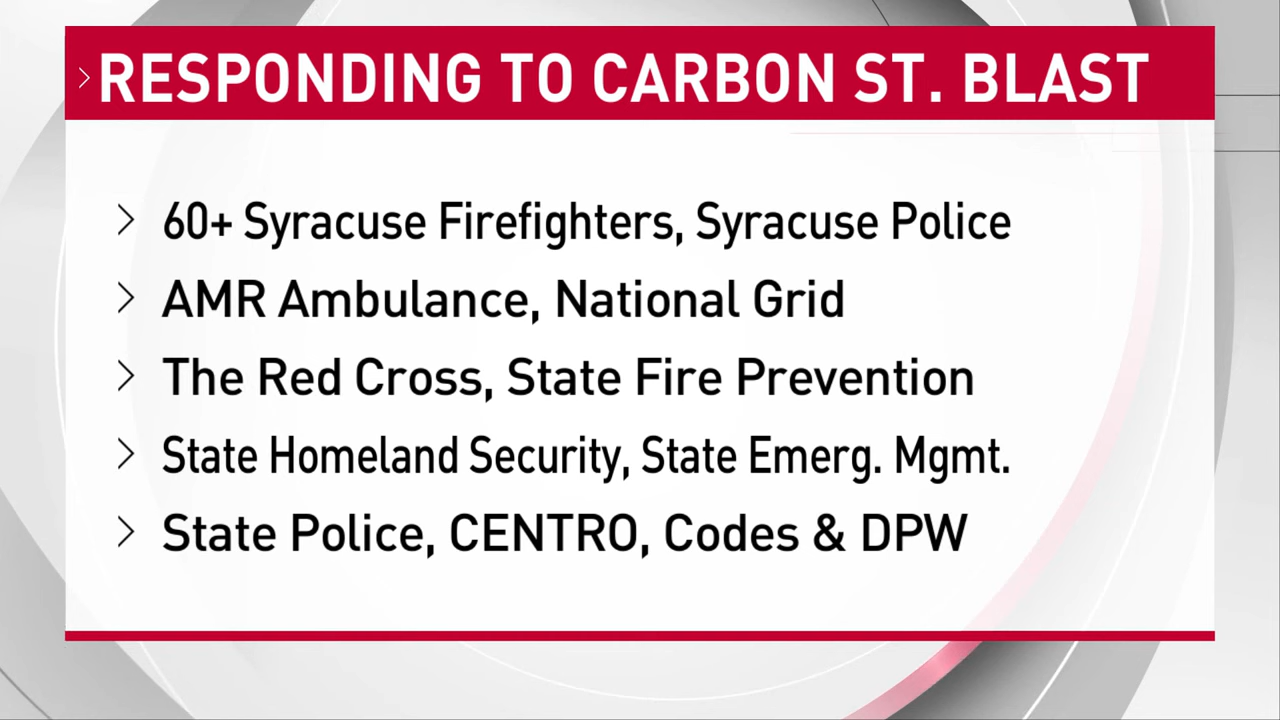 RESPONDING TO CARBON ST. BLAST
60+ Syracuse Firefighters, Syracuse Police
AMR Ambulance, National Grid
The Red Cross, State Fire Prevention
State Homeland Security, State Emerg. Mgmt.
State Police, CENTRO, Codes & DPW